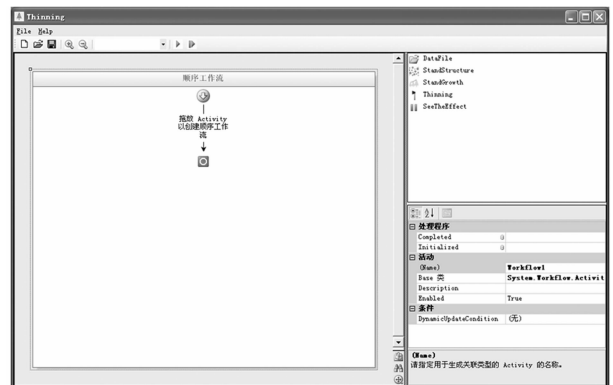 Thinning
File Help
顺序工作流
拖放 Activity
以创建顺序工作
流
DataFile
StandStructure
StandGrowth
Thinning
SeeTheEffect
处理程序
Completed
Initialized
活动
(Name) Workflow1
Base 类 System.Workflow.Activit
Description
Enabled True
条件
DynamicUpdateCondition (无)
(Name)
请指定用于生成关联类型的 Activity 的名称。